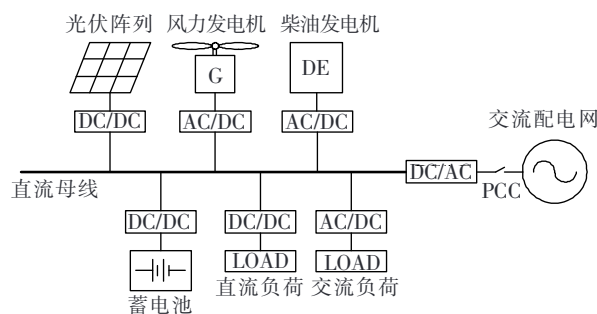 光伏阵列 风力发电机 柴油发电机
G DE
DC/DC AC/DC AC/DC
交流配电网
直流母线
DC/AC
PCC
DC/DC DC/DC AC/DC
LOAD LOAD
直流负荷 交流负荷
蓄电池